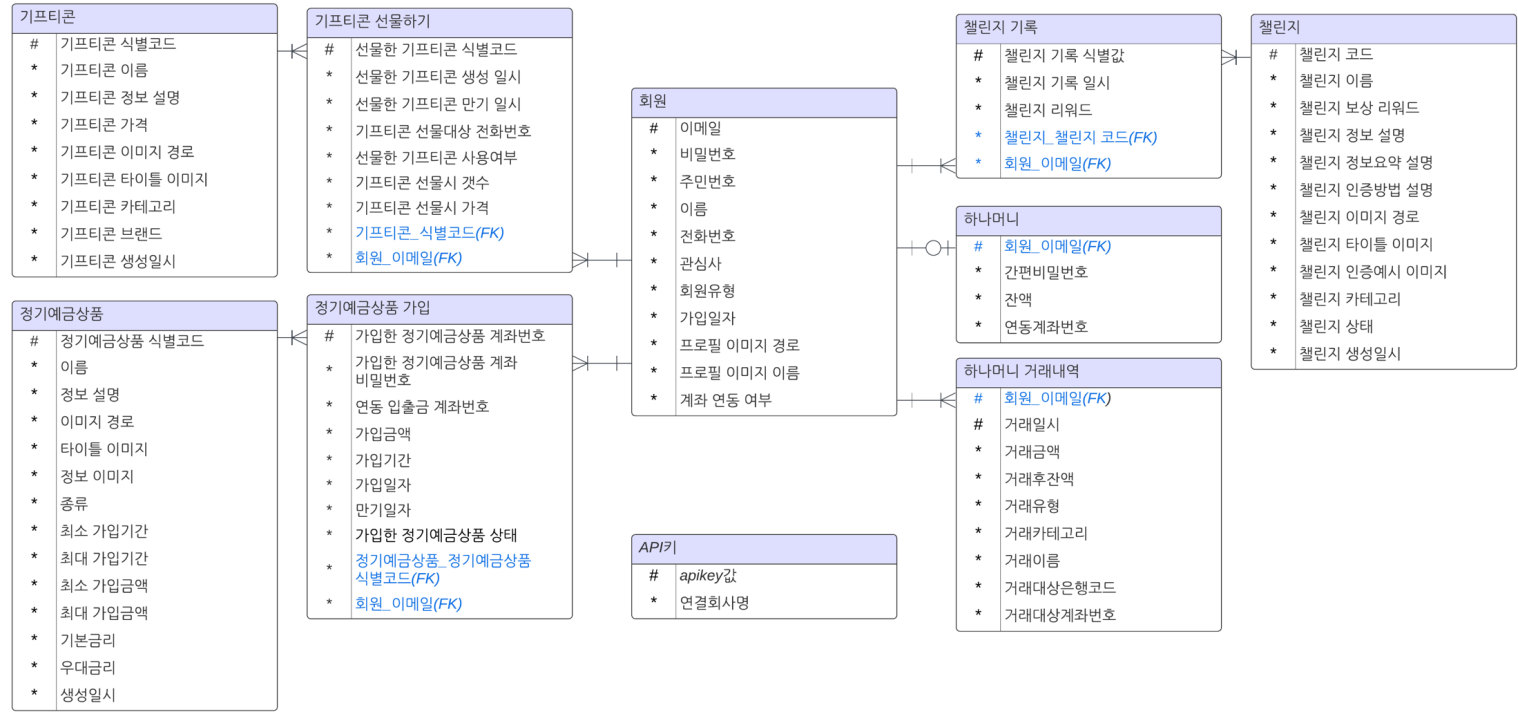 기프티콘
# 기프티콘 식별코드
* 기프티콘 이름
* 기프티콘 정보 설명
* 기프티콘 가격
* 기프티콘 이미지 경로
* 기프티콘 타이틀 이미지
* 기프티콘 카테고리
* 기프티콘 브랜드
* 기프티콘 생성일시
정기예금상품
# 정기예금상품 식별코드
* 이름
* 정보 설명
* 이미지 경로
* 타이틀 이미지
* 정보 이미지
* 종류
* 최소 가입기간
* 최대 가입기간
* 최소 가입금액
* 최대 가입금액
* 기본금리
* 우대금리
* 생성일시
기프티콘 선물하기
# 선물한 기프티콘 식별코드
* 선물한 기프티콘 생성 일시
* 선물한 기프티콘 만기 일시
* 기프티콘 선물대상 전화번호
* 선물한 기프티콘 사용여부
* 기프티콘 선물시 갯수
* 기프티콘 선물시 가격
* 기프티콘_식별코드(FK)
* 회원_이메일(FK)
정기예금상품 가입
# 가입한 정기예금상품 계좌번호
* 가입한 정기예금상품 계좌
비밀번호
* 연동 입출금 계좌번호
* 가입금액
* 가입기간
* 가입일자
* 만기일자
* 가입한 정기예금상품 상태
* 정기예금상품_정기예금상품
식별코드(FK)
* 회원_이메일(FK)
회원
# 이메일
* 비밀번호
* 주민번호
* 이름
* 전화번호
* 관심사
* 회원유형
* 가입일자
* 프로필 이미지 경로
* 프로필 이미지 이름
* 계좌 연동 여부
API키
# apikey값
* 연결회사명
챌린지 기록
# 챌린지 기록 식별값
* 챌린지 기록 일시
* 챌린지 리워드
* 챌린지_챌린지 코드(FK)
* 회원_이메일(FK)
하나머니
# 회원_이메일(FK)
* 간편비밀번호
* 잔액
* 연동계좌번호
하나머니 거래내역
# 회원_이메일(FK)
# 거래일시
* 거래금액
* 거래후잔액
* 거래유형
* 거래카테고리
* 거래이름
* 거래대상은행코드
* 거래대상계좌번호
챌린지
# 챌린지 코드
* 챌린지 이름
* 챌린지 보상 리워드
* 챌린지 정보 설명
* 챌린지 정보요약 설명
* 챌린지 인증방법 설명
* 챌린지 이미지 경로
* 챌린지 타이틀 이미지
* 챌린지 인증예시 이미지
* 챌린지 카테고리
* 챌린지 상태
* 챌린지 생성일시